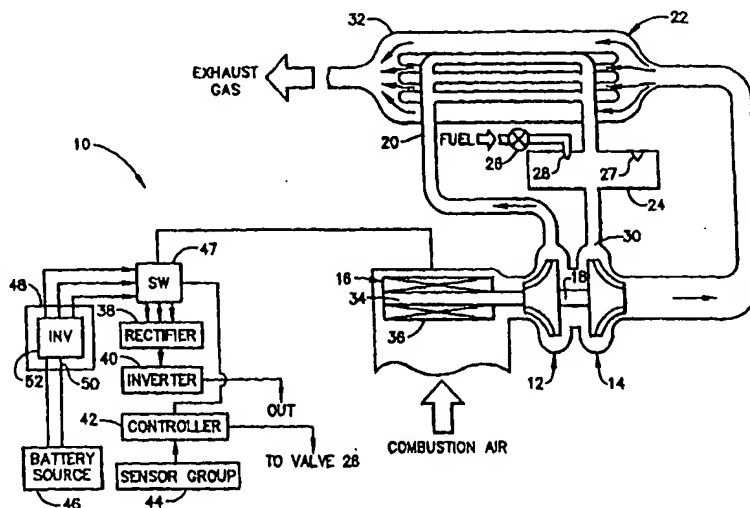 32
22
EXHAUST
GAS
10
20
FUEL
26
28
27
24
47
30
16
18
34
48
SW
38
36
RECTIFIER
INV
40
52
50
INVERTER
12
14
OUT
42
CONTROLLER
COMBUSTION AIR
TO VALVE 26
BATTERY
SOURCE
SENSOR GROUP
46
44